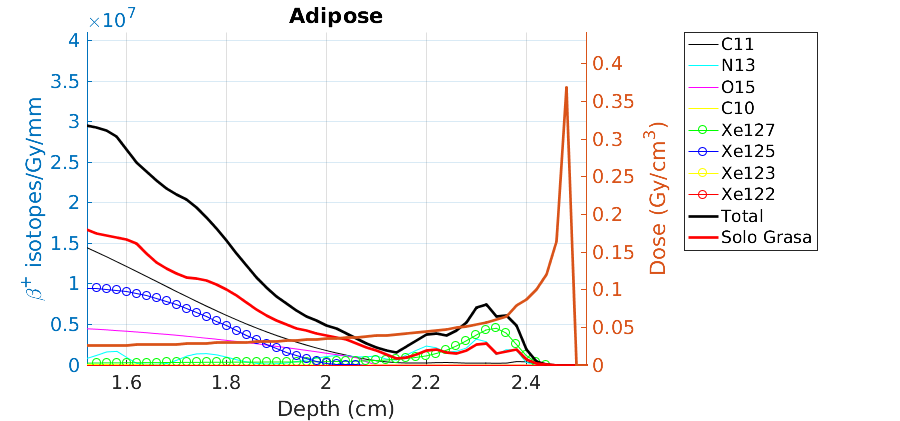 Adipose
×10⁷
4
3.5
3
2.5
2
1.5
1
0.5
0
β⁺ isotopes/Gy/mm
1.6
1.8
2
2.2
2.4
Depth (cm)
0.4
0.35
0.3
0.25
0.2
0.15
0.1
0.05
0
Dose (Gy/cm³)
C11
N13
O15
C10
Xe127
Xe125
Xe123
Xe122
Total
Solo Grasa